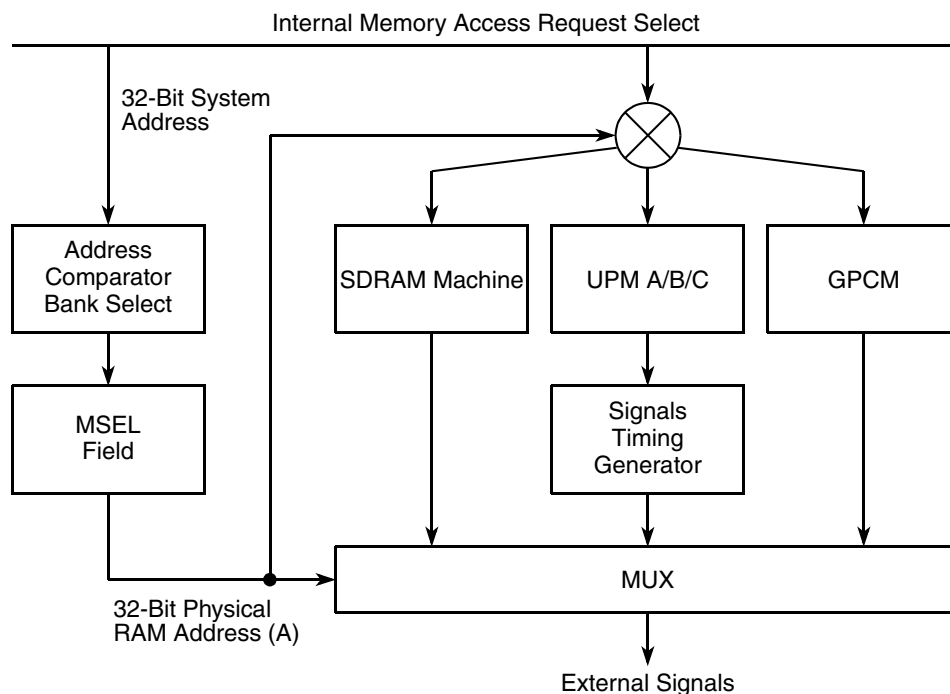 Internal Memory Access Request Select
32-Bit System
Address
Address
Comparator
Bank Select
SDRAM Machine
UPM A/B/C
GPCM
MSEL
Field
Signals
Timing
Generator
MUX
32-Bit Physical
RAM Address (A)
External Signals